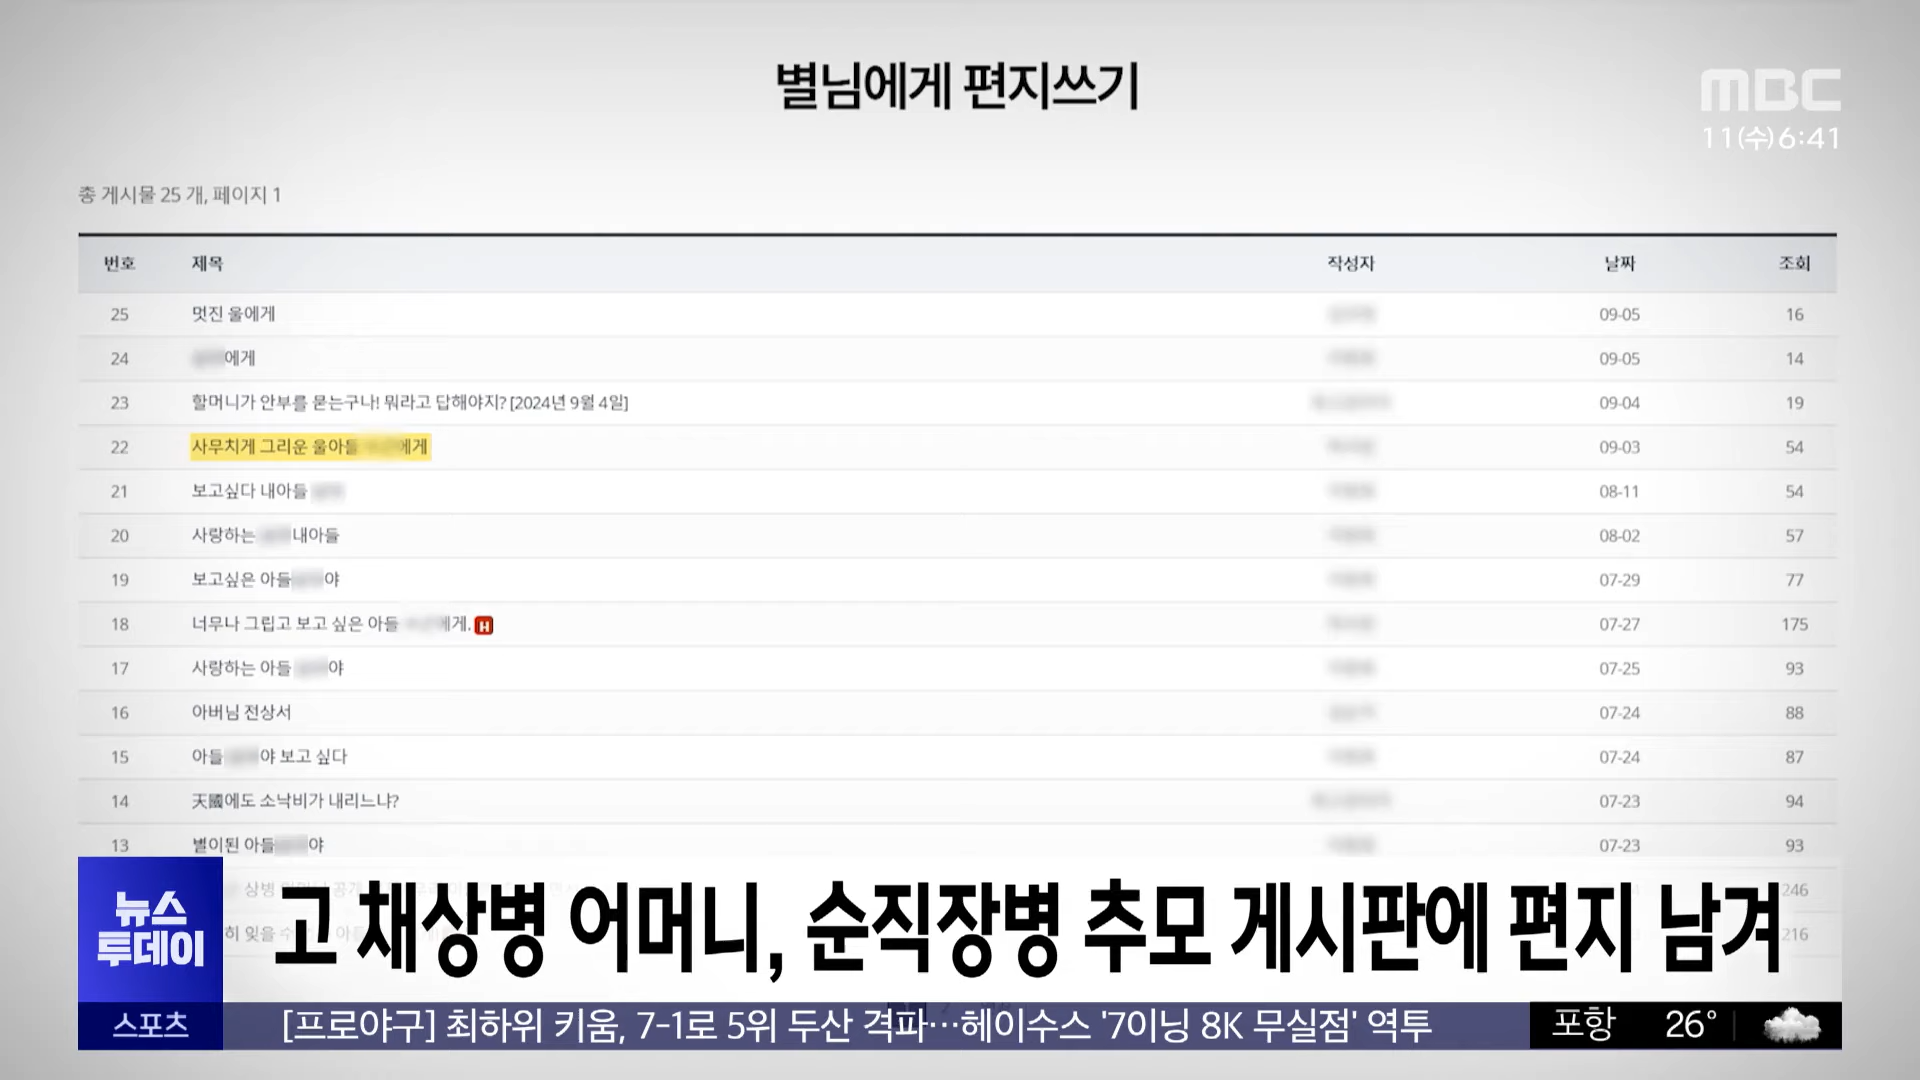 별님에게 편지쓰기
MBC
11(수)6:41
총 게시물 25 개, 페이지 1
번호 제목 작성자 날짜 조회
25 멋진 울에게 09-05 16
24 에게 09-05 14
23 할머니가 안부를 묻는구나! 뭐라고 답해야지? [2024년 9월 4일] 09-04 19
22 사무치게 그리운 울아들 에게 09-03 54
21 보고싶다 내아들 08-11 54
20 사랑하는 내아들 08-02 57
19 보고싶은 아들 야 07-29 77
18 너무나 그립고 보고 싶은 아들 에게. H 07-27 175
17 사랑하는 아들 야 07-25 93
16 아버님 전상서 07-24 88
15 아들 야 보고 싶다 07-24 87
14 天國에도 소낙비가 내리느냐? 07-23 94
13 별이된 아들 야 07-23 93
상병 246
히 잊을 216
뉴스
투데이
고 채상병 어머니, 순직장병 추모 게시판에 편지 남겨
스포츠 [프로야구] 최하위 키움, 7-1로 5위 두산 격파…헤이수스 '7이닝 8K 무실점' 역투 포항 26°